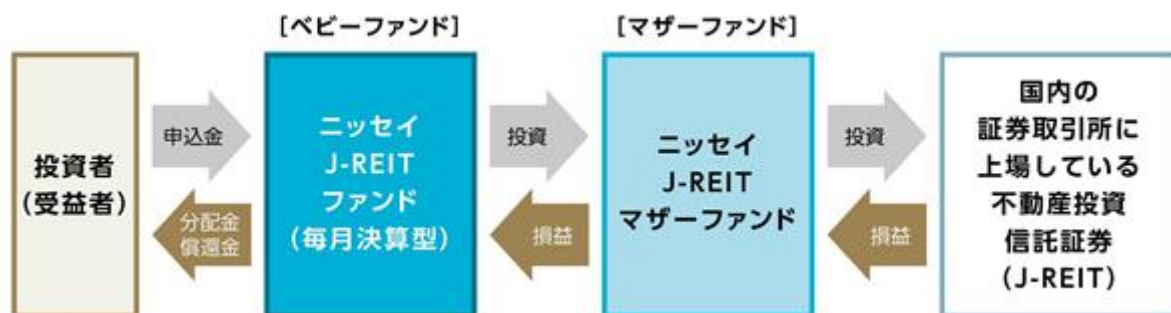 [ベビーファンド]
[マザーファンド]
投資者
(受益者)
申込金
分配金
償還金
ニッセイ
J-REIT
ファンド
(毎月決算型)
投資
損益
ニッセイ
J-REIT
マザーファンド
投資
損益
国内の
証券取引所に
上場している
不動産投資
信託証券
(J-REIT)